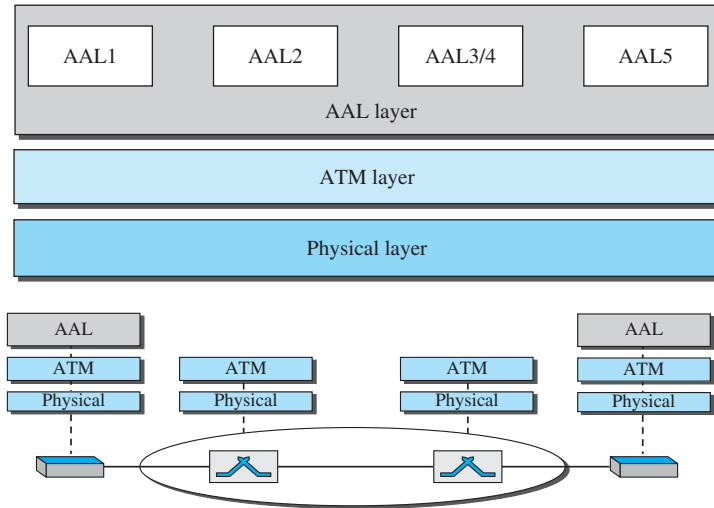 AAL1 AAL2 AAL3/4 AAL5
AAL layer
ATM layer
Physical layer
AAL AAL
ATM ATM ATM ATM
Physical Physical Physical Physical